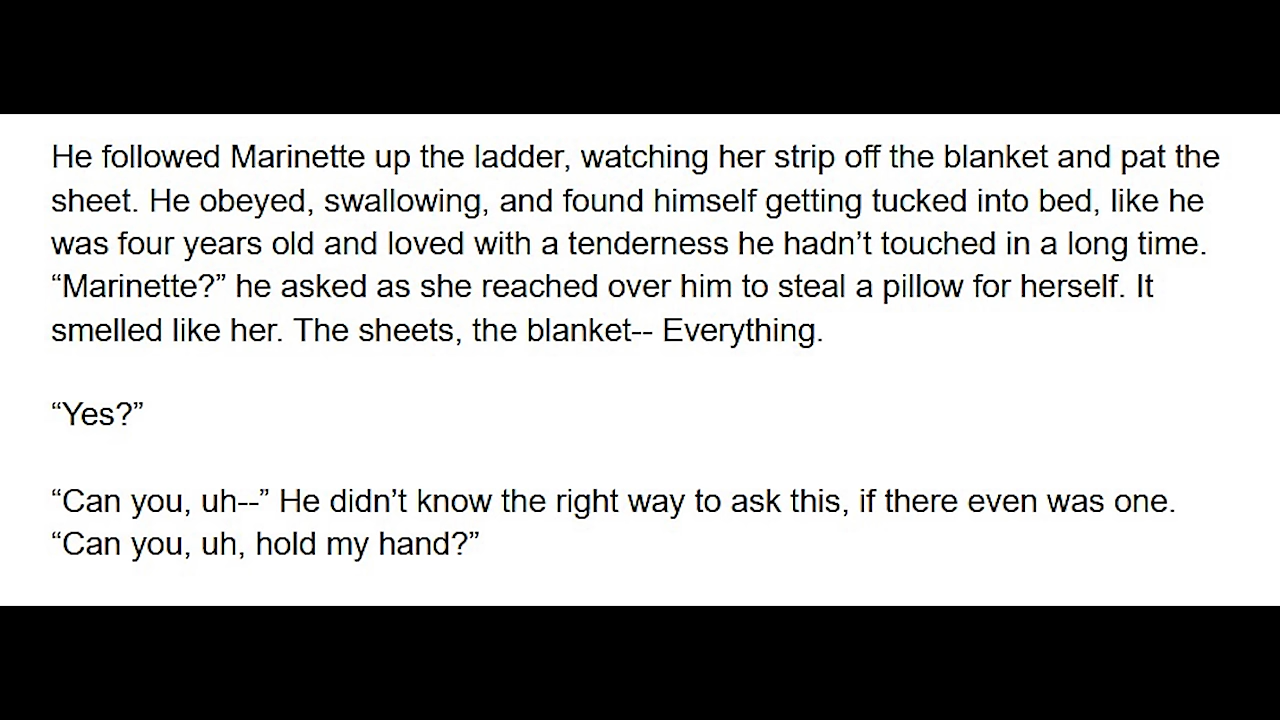 He followed Marinette up the ladder, watching her strip off the blanket and pat the
sheet. He obeyed, swallowing, and found himself getting tucked into bed, like he
was four years old and loved with a tenderness he hadn’t touched in a long time.
“Marinette?” he asked as she reached over him to steal a pillow for herself. It
smelled like her. The sheets, the blanket-- Everything.
“Yes?”
“Can you, uh--” He didn’t know the right way to ask this, if there even was one.
“Can you, uh, hold my hand?”